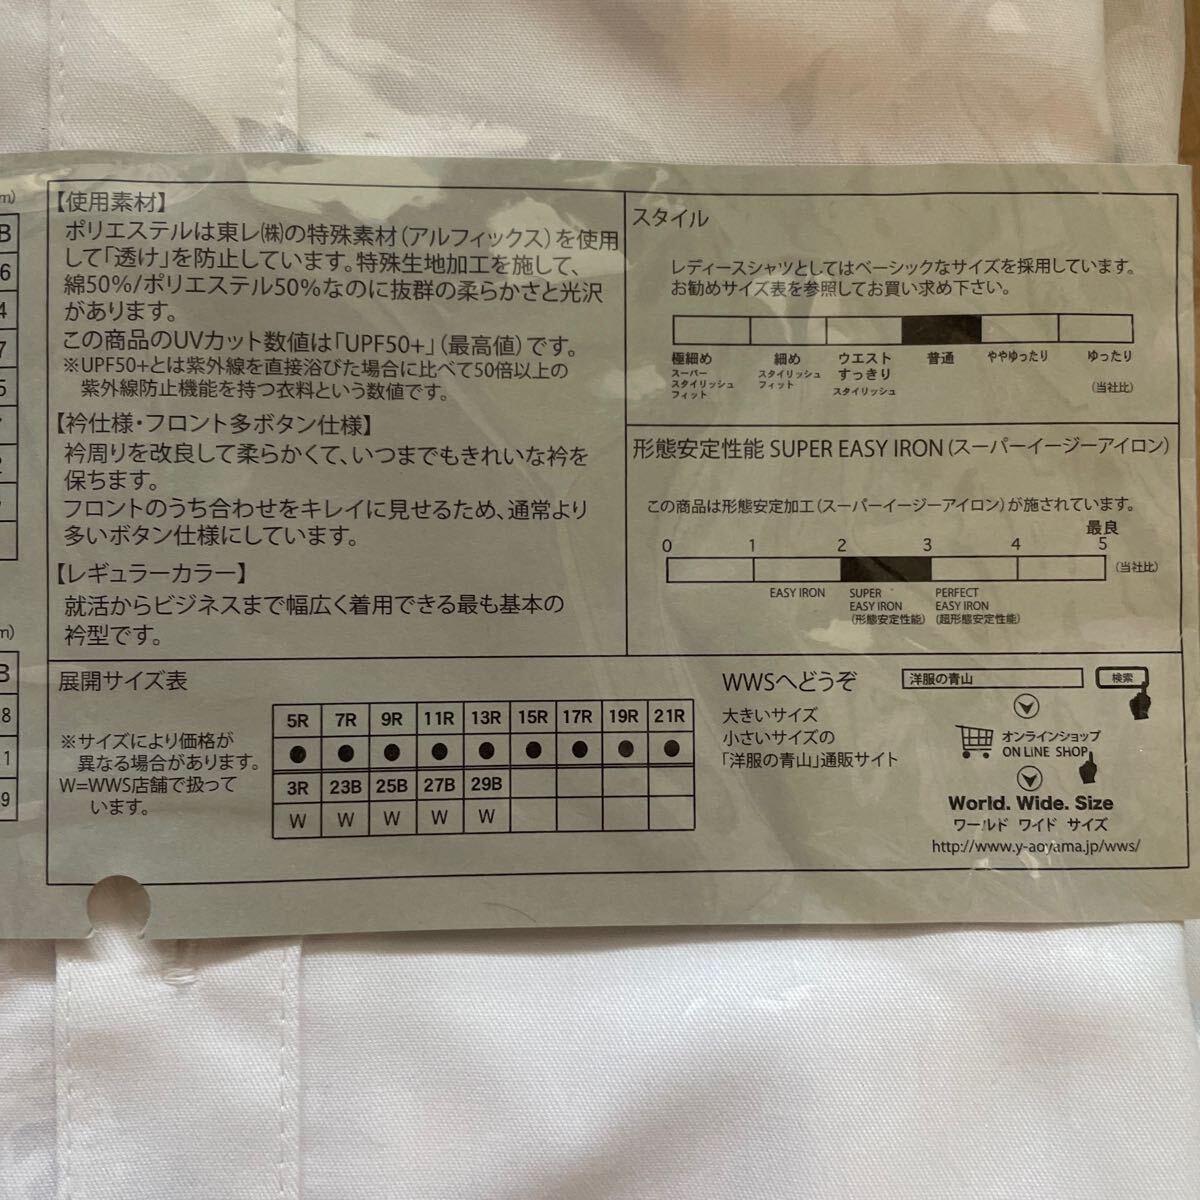 m)
B
6
4
7
5
【使用素材】
ポリエステルは東レ㈱の特殊素材(アルフィックス)を使用
して「透け」を防止しています。特殊生地加工を施して、
綿50%/ポリエステル50%なのに抜群の柔らかさと光沢
があります。
この商品のUVカット数値は「UPF50+」(最高値)です。
※UPF50+とは紫外線を直接浴びた場合に比べて50倍以上の
紫外線防止機能を持つ衣料という数値です。
【衿仕様・フロント多ボタン仕様】
衿周りを改良して柔らかくて、いつまでもきれいな衿を
保ちます。
フロントのうち合わせをキレイに見せるため、通常より
多いボタン仕様にしています。
【レギュラーカラー】
就活からビジネスまで幅広く着用できる最も基本の
衿型です。
スタイル
レディースシャツとしてはベーシックなサイズを採用しています。
お勧めサイズ表を参照してお買い求め下さい。
極細め 細め ウエスト 普通 ややゆったり ゆったり
すっきり
スーパー
スタイリッシュ
フィット
スタイリッシュ
フィット
スタイリッシュ
(当社比)
形態安定性能 SUPER EASY IRON(スーパーイージーアイロン)
この商品は形態安定加工(スーパーイージーアイロン)が施されています。
最良
0 1 2 3 4 5
(当社比)
EASY IRON
SUPER
EASY IRON
(形態安定性能)
PERFECT
EASY IRON
(超形態安定性能)
m)
B
8
1
9
展開サイズ表
※サイズにより価格が
異なる場合があります。
W=WWS店舗で扱って
います。
5R 7R 9R 11R 13R 15R 17R 19R 21R
● ● ● ● ● ● ● ● ●
3R 23B 25B 27B 29B
W W W W W
WWSへどうぞ
大きいサイズ
小さいサイズの
「洋服の青山」通販サイト
洋服の青山 検索
オンラインショップ
ON LINE SHOP
World. Wide. Size
ワールド ワイド サイズ
http://www.y-aoyama.jp/wws/